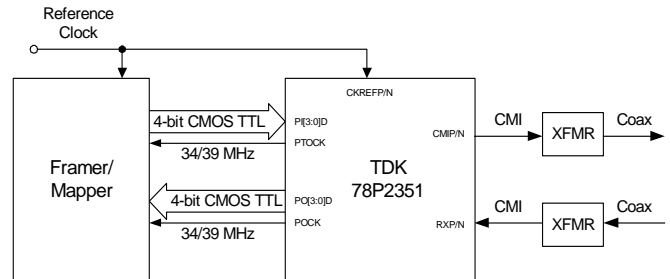 Reference
Clock
CKREFP/N
4-bit CMOS TTL
PI[3:0]D
CMI
XFMR
Coax
CMIP/N
PTOCK
34/39 MHz
Framer/
Mapper
TDK
78P2351
4-bit CMOS TTL
PO[3:0]D
CMI
XFMR
Coax
RXP/N
POCK
34/39 MHz